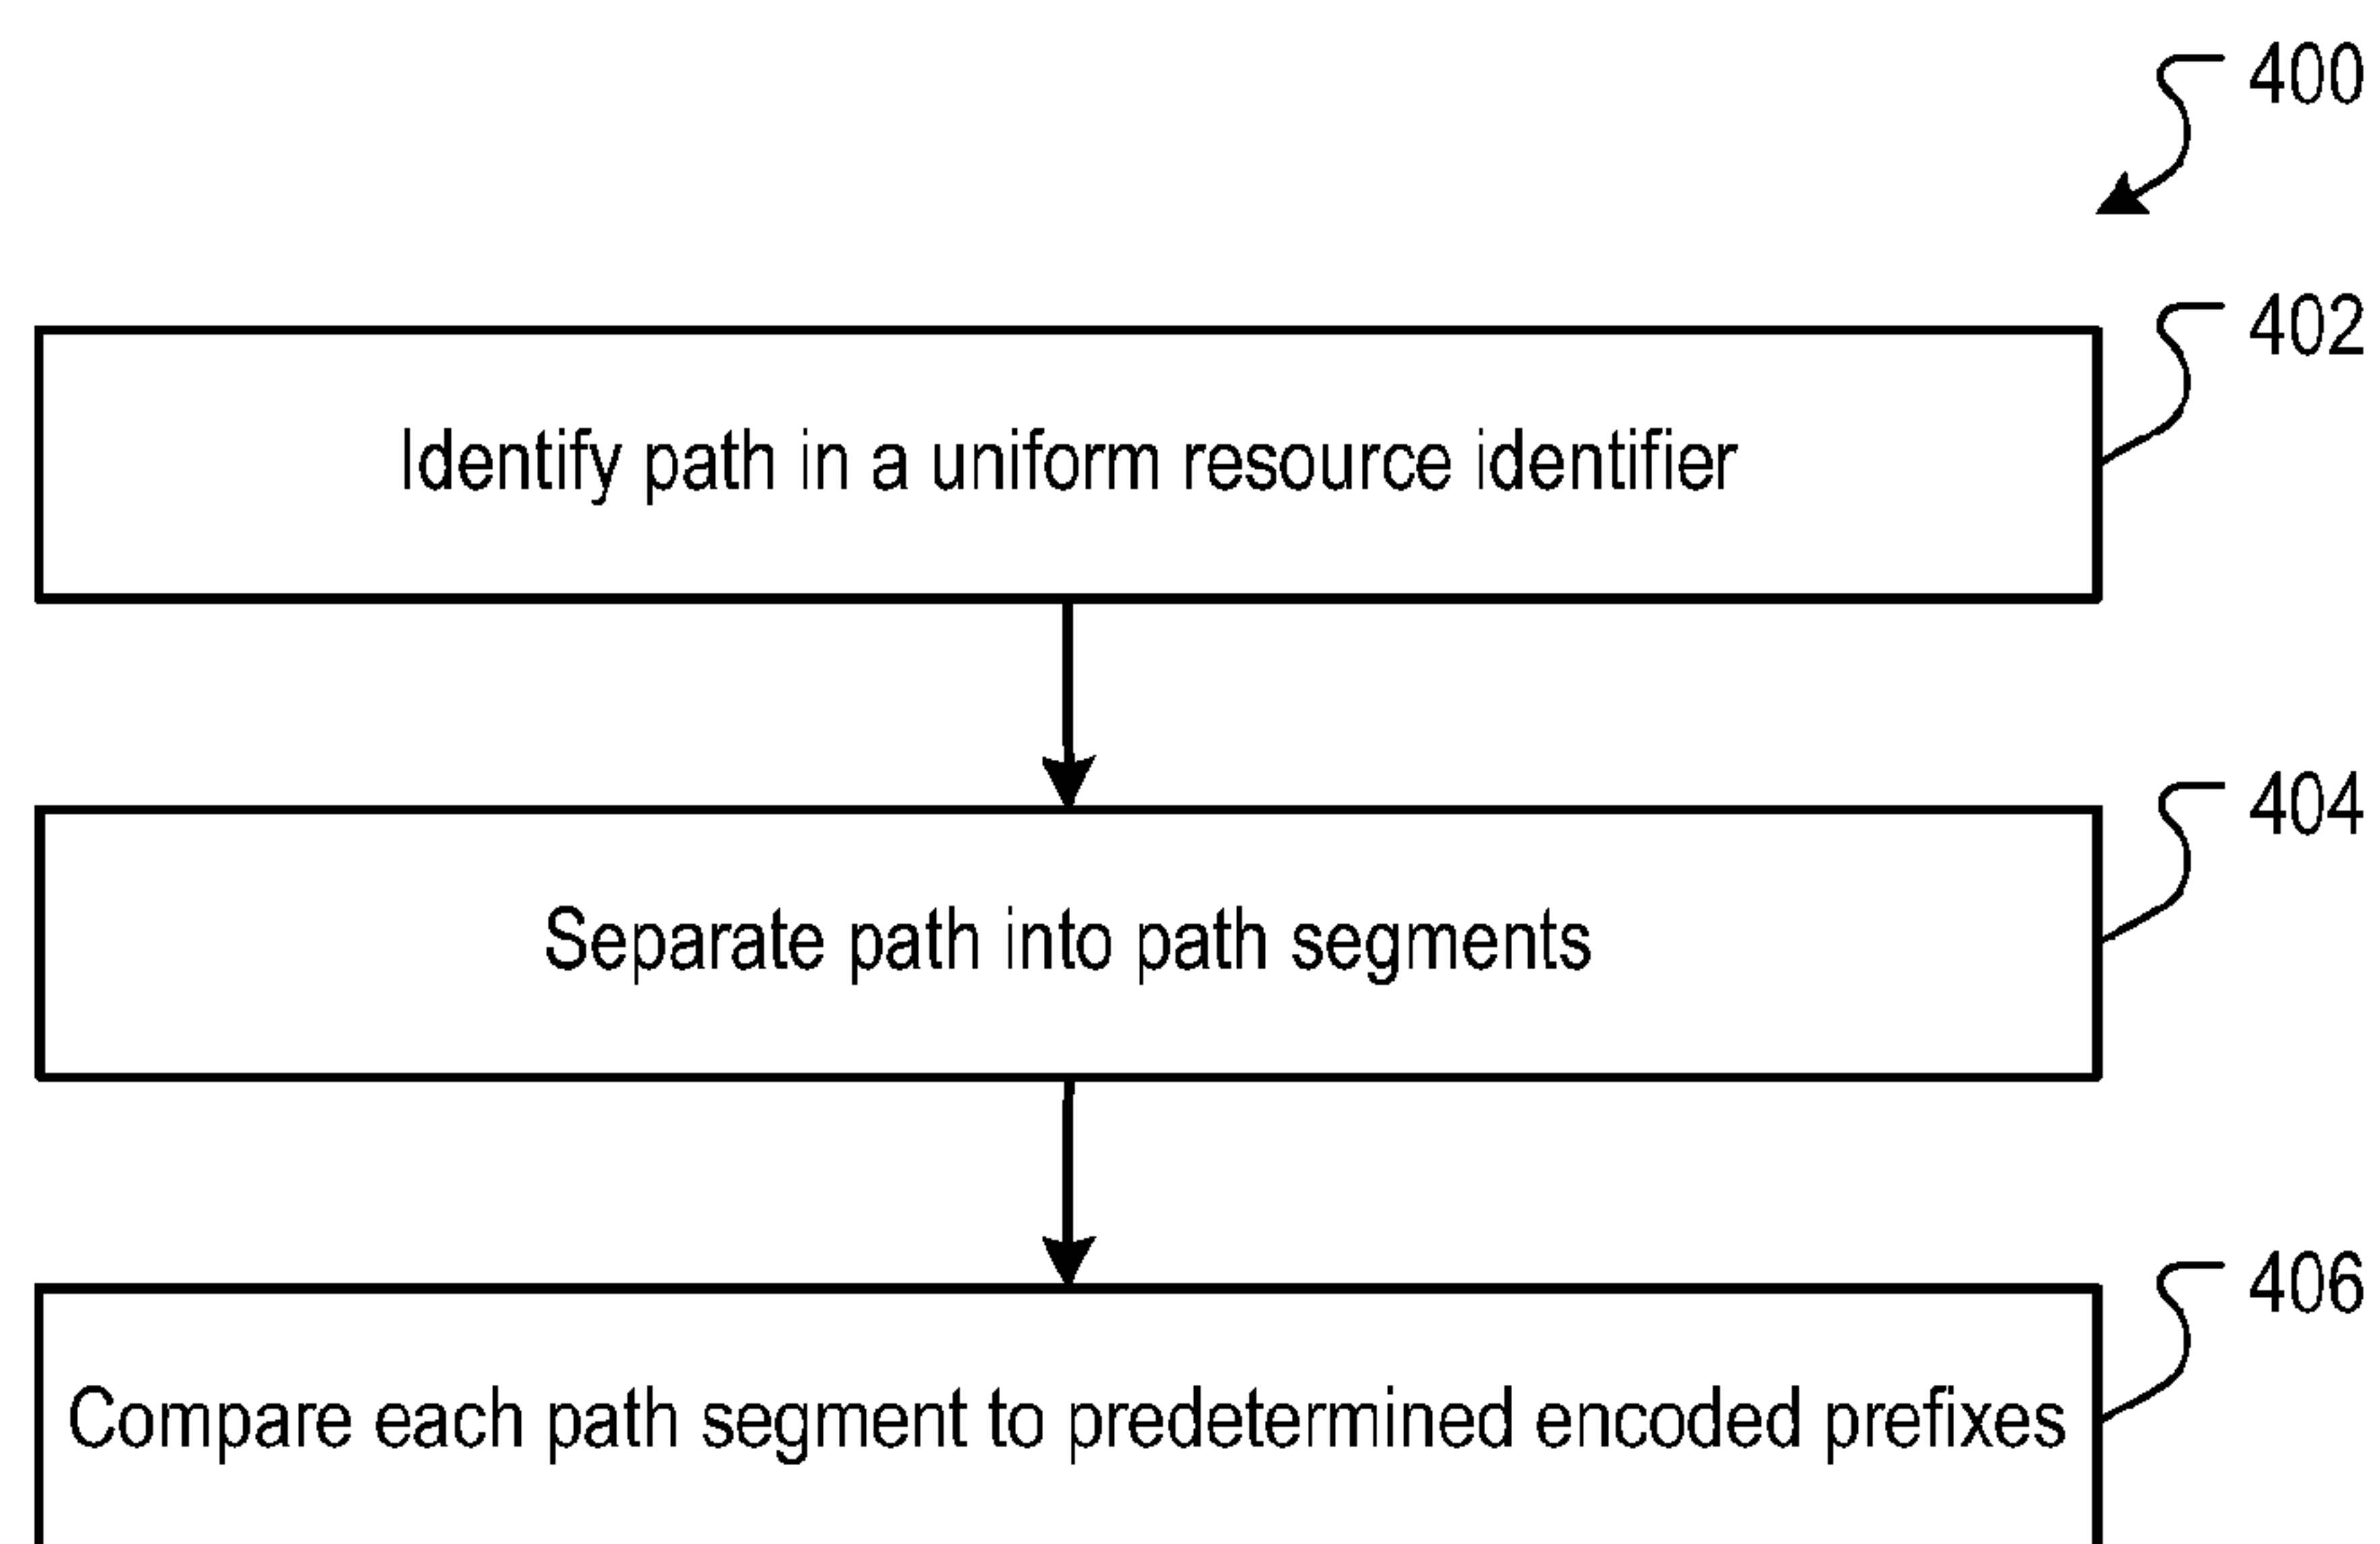 400
402
Identify path in a uniform resource identifier
404
Separate path into path segments
406
Compare each path segment to predetermined encoded prefixes